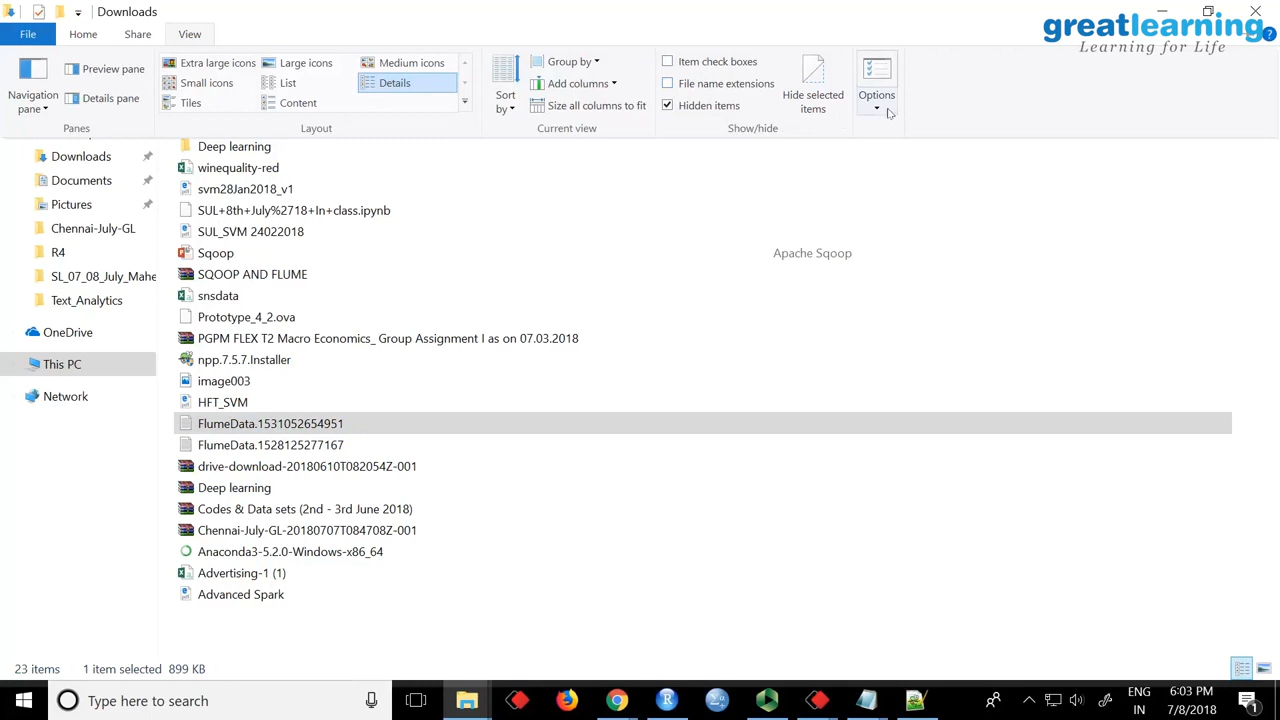 Downloads
File
Home
Share
View
greatlearning
Learning for Life
Navigation pane
Preview pane
Details pane
Panes
Extra large icons
Large icons
Medium icons
Small icons
List
Details
Tiles
Content
Layout
Sort by
Group by
Add columns
Size all columns to fit
Current view
Item check boxes
File name extensions
Hidden items
Hide selected items
Show/hide
Options
Downloads
Documents
Pictures
Chennai-July-GL
R4
SL_07_08_July_Mahe
Text_Analytics
OneDrive
This PC
Network
Deep learning
winequality-red
svm28Jan2018_v1
SUL+8th+July%2718+In+class.ipynb
SUL_SVM 24022018
Sqoop
Apache Sqoop
SQOOP AND FLUME
snsdata
Prototype_4_2.ova
PGPM FLEX T2 Macro Economics_ Group Assignment I as on 07.03.2018
npp.7.5.7.Installer
image003
HFT_SVM
FlumeData.1531052654951
FlumeData.1528125277167
drive-download-20180610T082054Z-001
Deep learning
Codes & Data sets (2nd - 3rd June 2018)
Chennai-July-GL-20180707T084708Z-001
Anaconda3-5.2.0-Windows-x86_64
Advertising-1 (1)
Advanced Spark
23 items
1 item selected 899 KB
Type here to search
ENG
IN
6:03 PM
7/8/2018